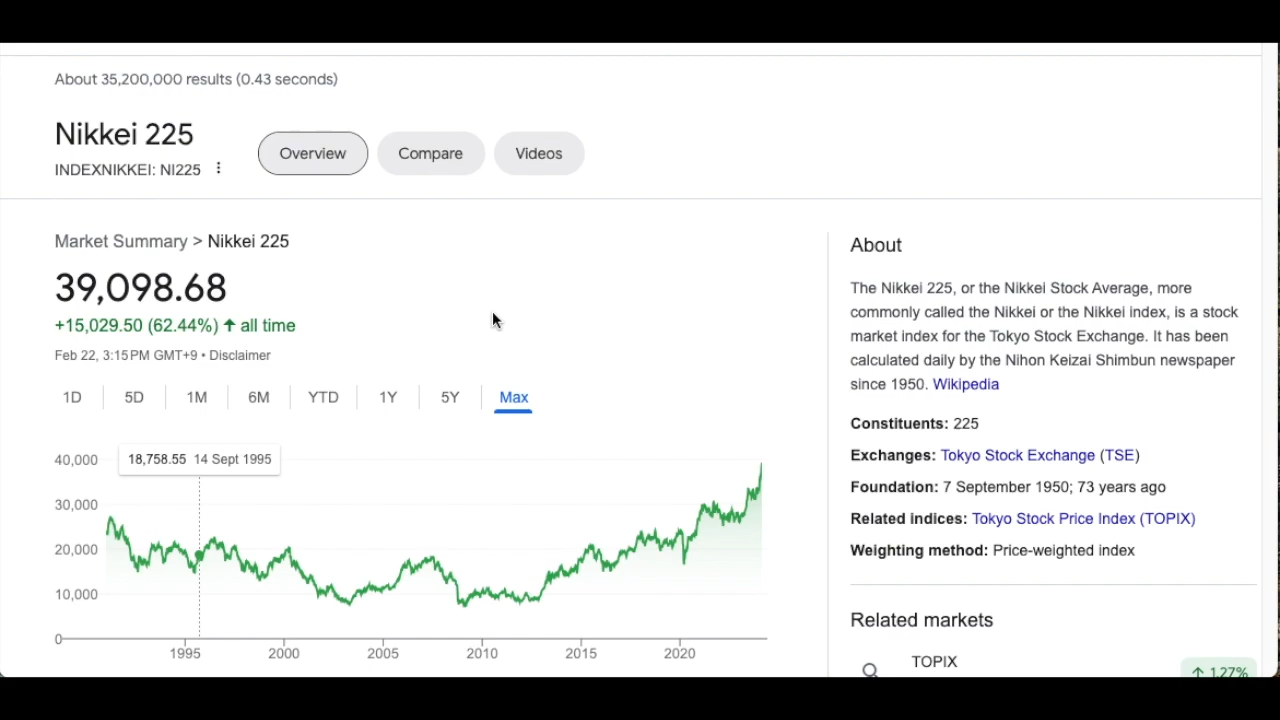 About 35,200,000 results (0.43 seconds)
Nikkei 225
INDEXNIKKEI: NI225
Overview
Compare
Videos
Market Summary > Nikkei 225
39,098.68
+15,029.50 (62.44%) ↑ all time
Feb 22, 3:15 PM GMT+9 • Disclaimer
1D 5D 1M 6M YTD 1Y 5Y Max
18,758.55 14 Sept 1995
40,000
30,000
20,000
10,000
0
1995 2000 2005 2010 2015 2020
About
The Nikkei 225, or the Nikkei Stock Average, more
commonly called the Nikkei or the Nikkei index, is a stock
market index for the Tokyo Stock Exchange. It has been
calculated daily by the Nihon Keizai Shimbun newspaper
since 1950. Wikipedia
Constituents: 225
Exchanges: Tokyo Stock Exchange (TSE)
Foundation: 7 September 1950; 73 years ago
Related indices: Tokyo Stock Price Index (TOPIX)
Weighting method: Price-weighted index
Related markets
TOPIX
↑ 1.27%